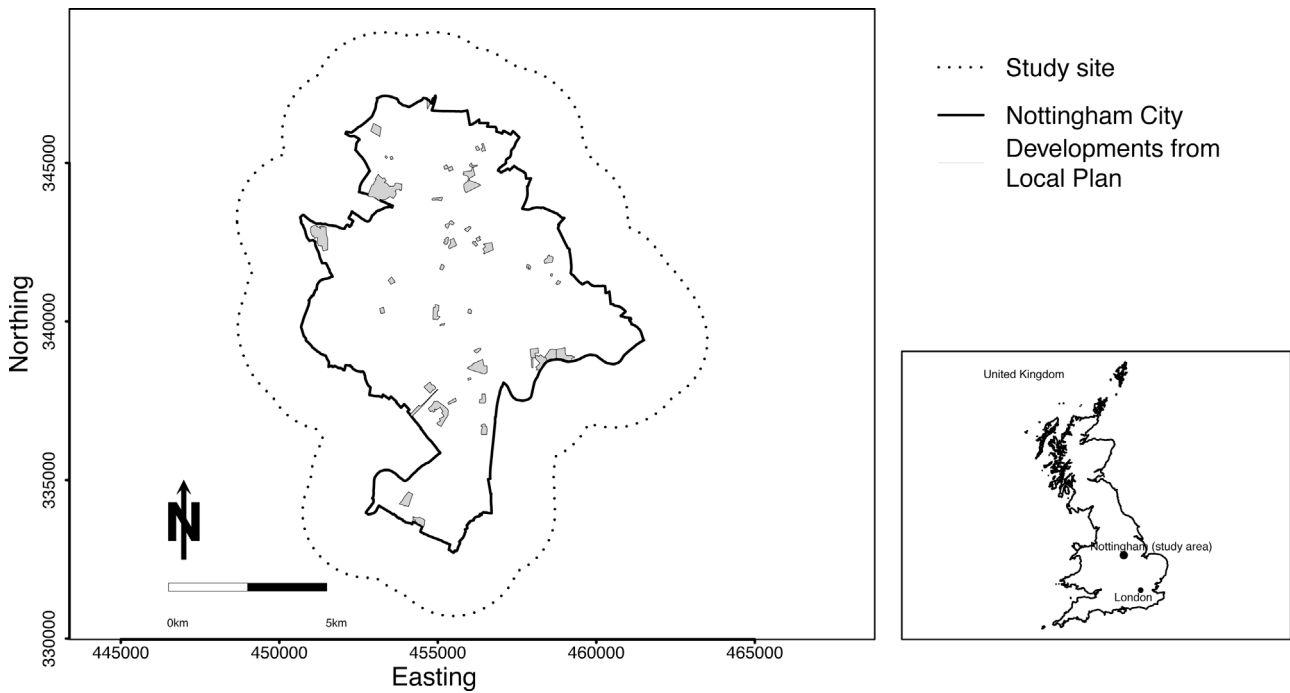 Study site
Nottingham City
Developments from
Local Plan
Northing
345000
340000
335000
330000
N
0km
5km
445000
450000
455000
460000
465000
Easting
United Kingdom
Nottingham (study area)
London